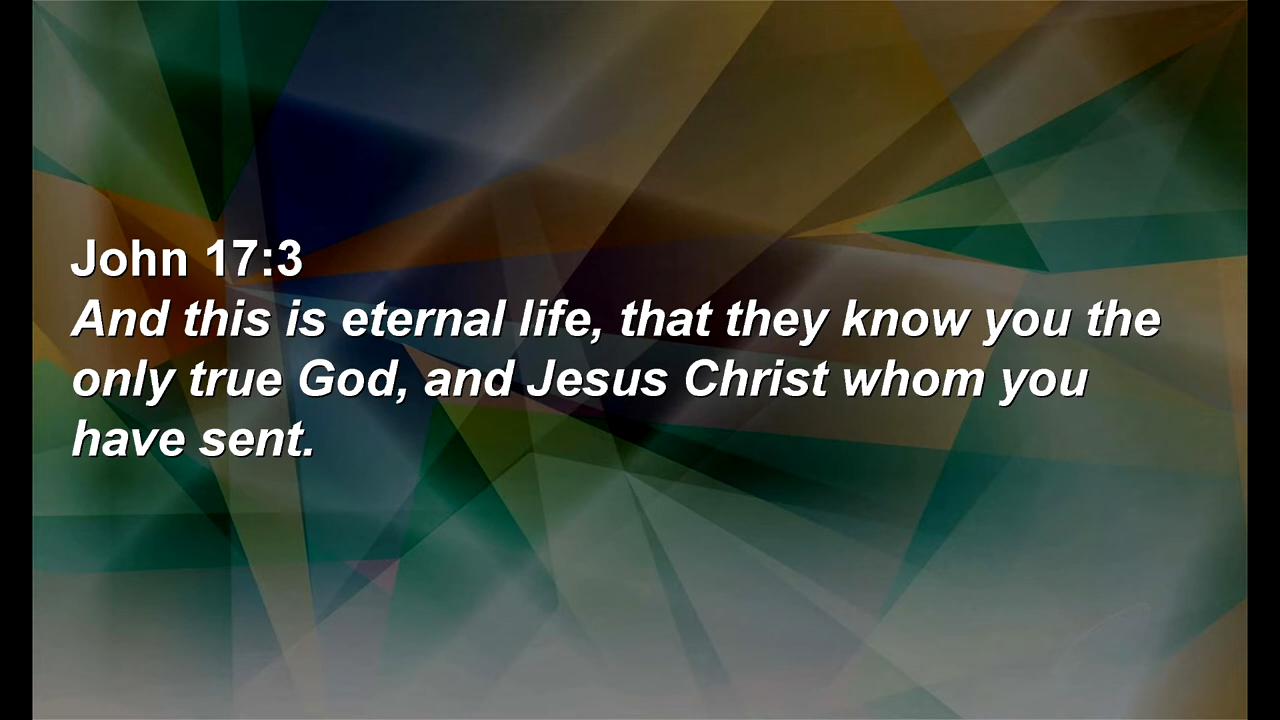 John 17:3
And this is eternal life, that they know you the
only true God, and Jesus Christ whom you
have sent.